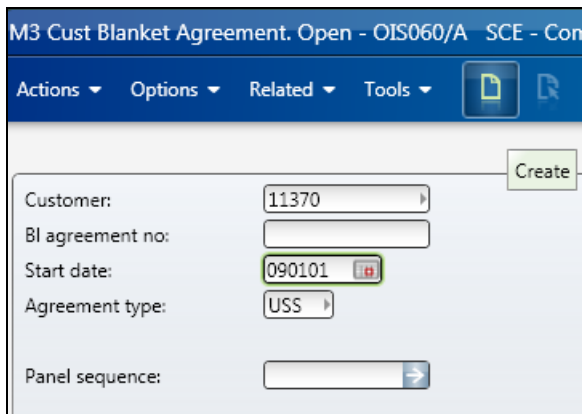 M3 Cust Blanket Agreement. Open - OIS060/A SCE - Con
Actions Options Related Tools
Create
Customer: 11370
Bl agreement no:
Start date: 090101
Agreement type: USS
Panel sequence: